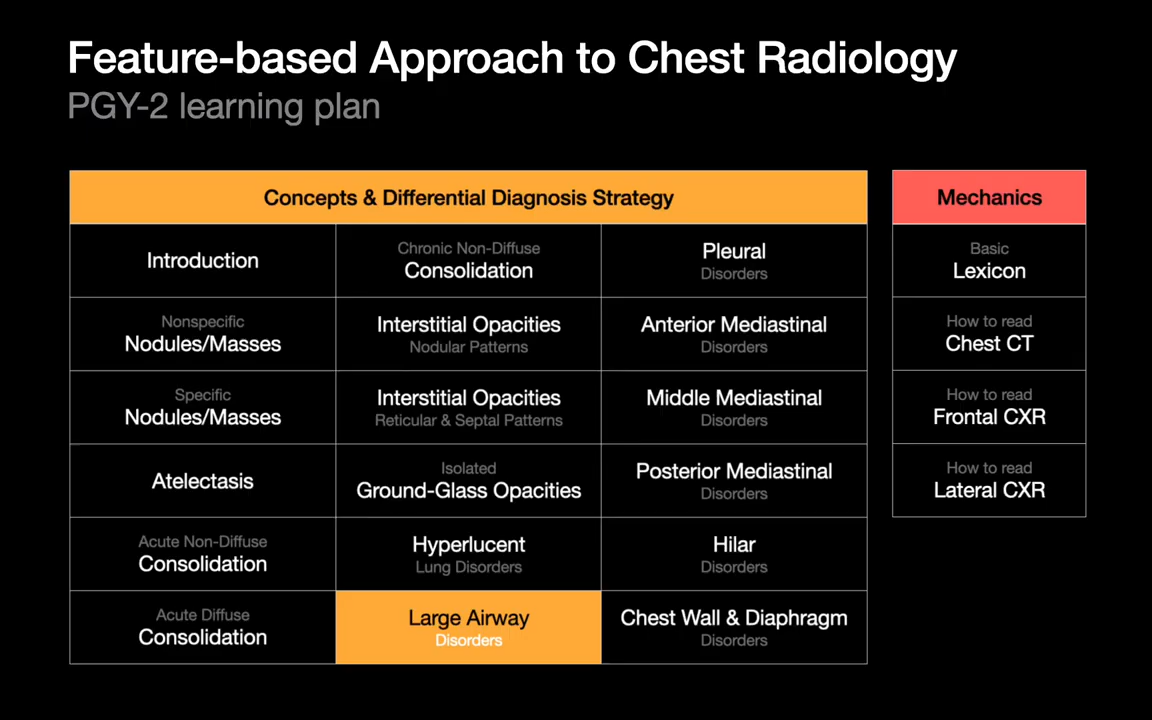 Feature-based Approach to Chest Radiology
PGY-2 learning plan
Concepts & Differential Diagnosis Strategy
Introduction
Chronic Non-Diffuse
Consolidation
Pleural
Disorders
Nonspecific
Nodules/Masses
Interstitial Opacities
Nodular Patterns
Anterior Mediastinal
Disorders
Specific
Nodules/Masses
Interstitial Opacities
Reticular & Septal Patterns
Middle Mediastinal
Disorders
Atelectasis
Isolated
Ground-Glass Opacities
Posterior Mediastinal
Disorders
Acute Non-Diffuse
Consolidation
Hyperlucent
Lung Disorders
Hilar
Disorders
Acute Diffuse
Consolidation
Large Airway
Disorders
Chest Wall & Diaphragm
Disorders
Mechanics
Basic
Lexicon
How to read
Chest CT
How to read
Frontal CXR
How to read
Lateral CXR